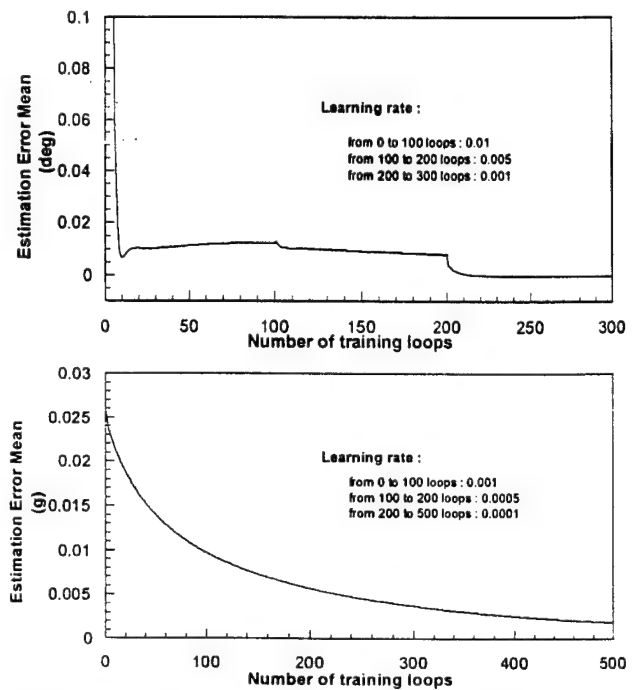 0.1
0.08
0.06
0.04
0.02
0
Estimation Error Mean
(deg)
Learning rate :
from 0 to 100 loops : 0.01
from 100 to 200 loops : 0.005
from 200 to 300 loops : 0.001
0 50 100 150 200 250 300
Number of training loops
0.03
0.025
0.02
0.015
0.01
0.005
0
Estimation Error Mean
(g)
Learning rate :
from 0 to 100 loops : 0.001
from 100 to 200 loops : 0.0005
from 200 to 500 loops : 0.0001
0 100 200 300 400 500
Number of training loops